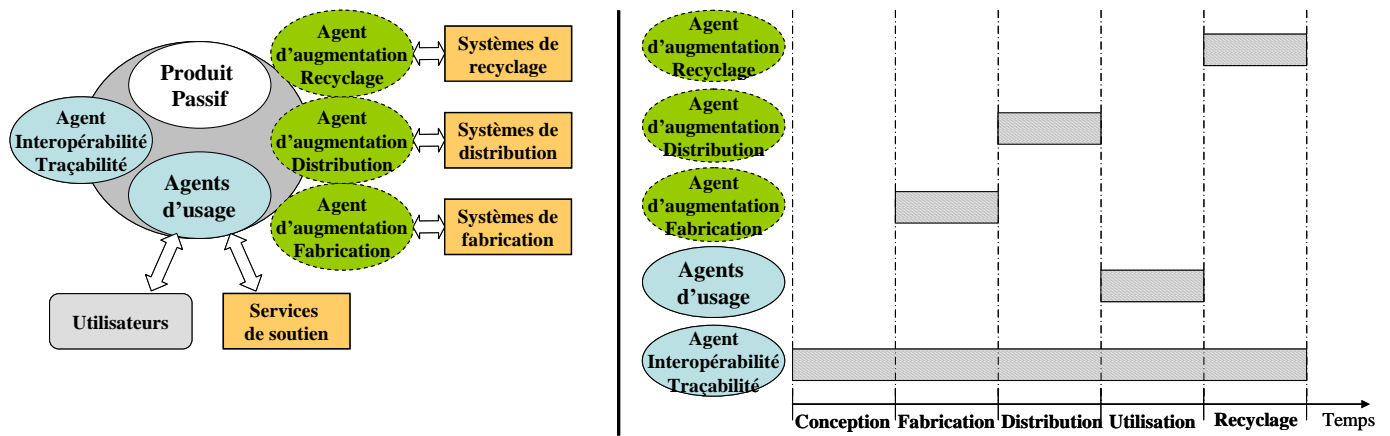 Produit
Passif
Agent
Interopérabilité
Traçabilité
Agents
d'usage
Agent
d'augmentation
Recyclage
Agent
d'augmentation
Distribution
Agent
d'augmentation
Fabrication
Systèmes de
recyclage
Systèmes de
distribution
Systèmes de
fabrication
Utilisateurs
Services
de soutien
Agent
d'augmentation
Recyclage
Agent
d'augmentation
Distribution
Agent
d'augmentation
Fabrication
Agents
d'usage
Agent
Interopérabilité
Traçabilité
Conception Fabrication Distribution Utilisation Recyclage Temps